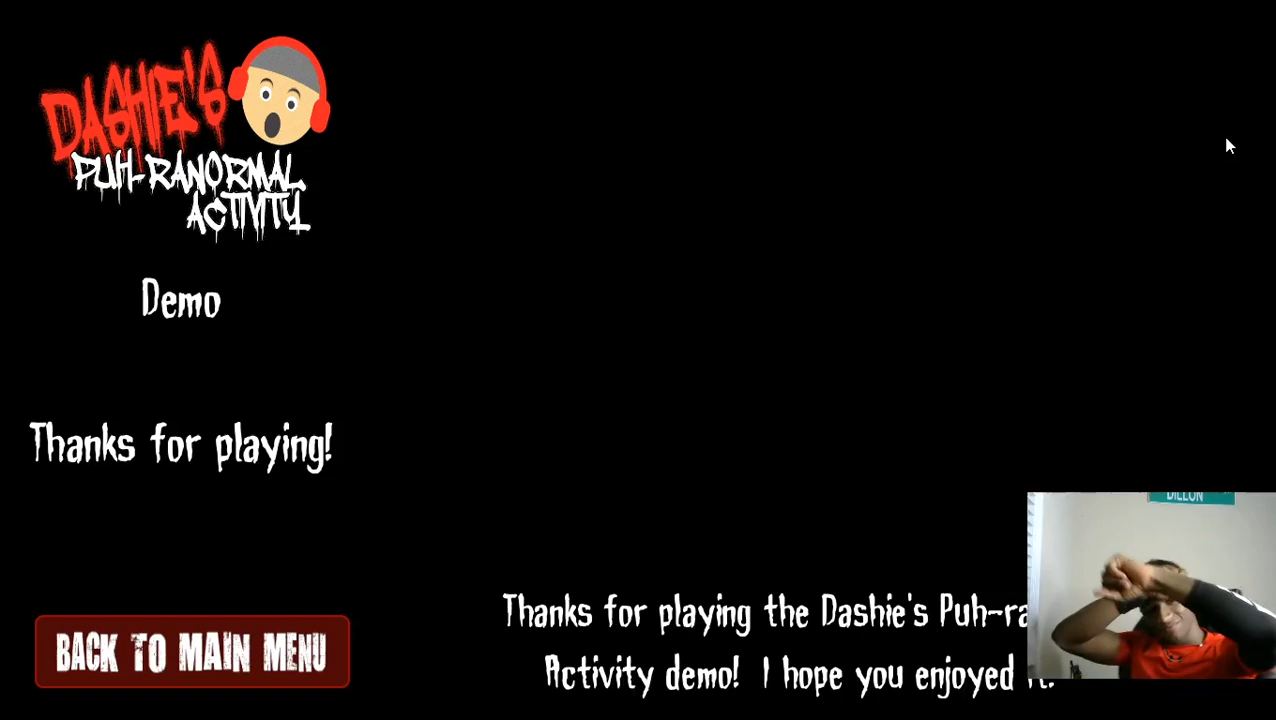 DASHIE'S
PUH-RANORMAL
ACTIVITY
Demo
Thanks for playing!
BACK TO MAIN MENU
Thanks for playing the Dashie's Puh-ra
Activity demo! I hope you enjoyed it!
DILLON